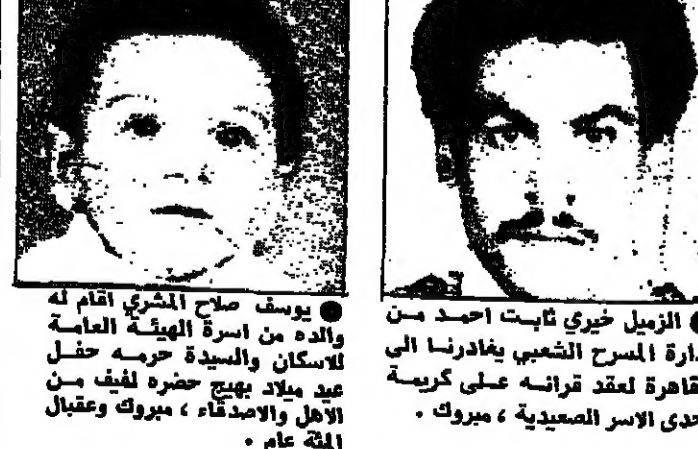 ● الزميل خيري ثابت احمد من
دارة المسرح الشعبي يغادرنا الى
قاهرة لعقد قرانه على كريمة
حدى الاسر الصعيدية ، مبروك .
● يوسف صلاح المشري اقام له
والده من اسرة الهيئة العامة
للاسكان والسيدة حرمه حفل
عيد ميلاد بهيج حضره لفيف من
الاهل والاصدقاء ، مبروك وعقبال
المئة عام .